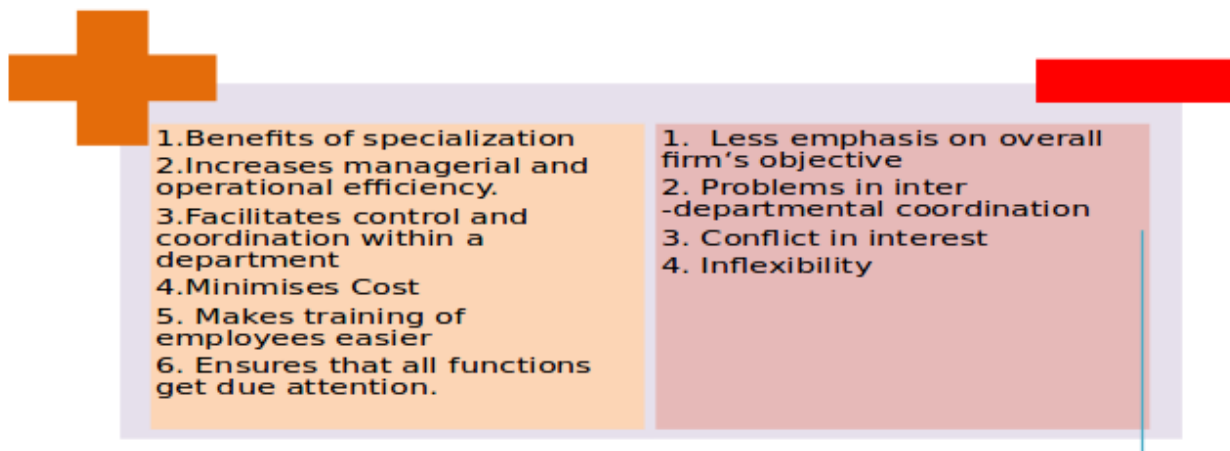 1.Benefits of specialization
2.Increases managerial and
operational efficiency.
3.Facilitates control and
coordination within a
department
4.Minimises Cost
5. Makes training of
employees easier
6. Ensures that all functions
get due attention.
1. Less emphasis on overall
firm's objective
2. Problems in inter
-departmental coordination
3. Conflict in interest
4. Inflexibility